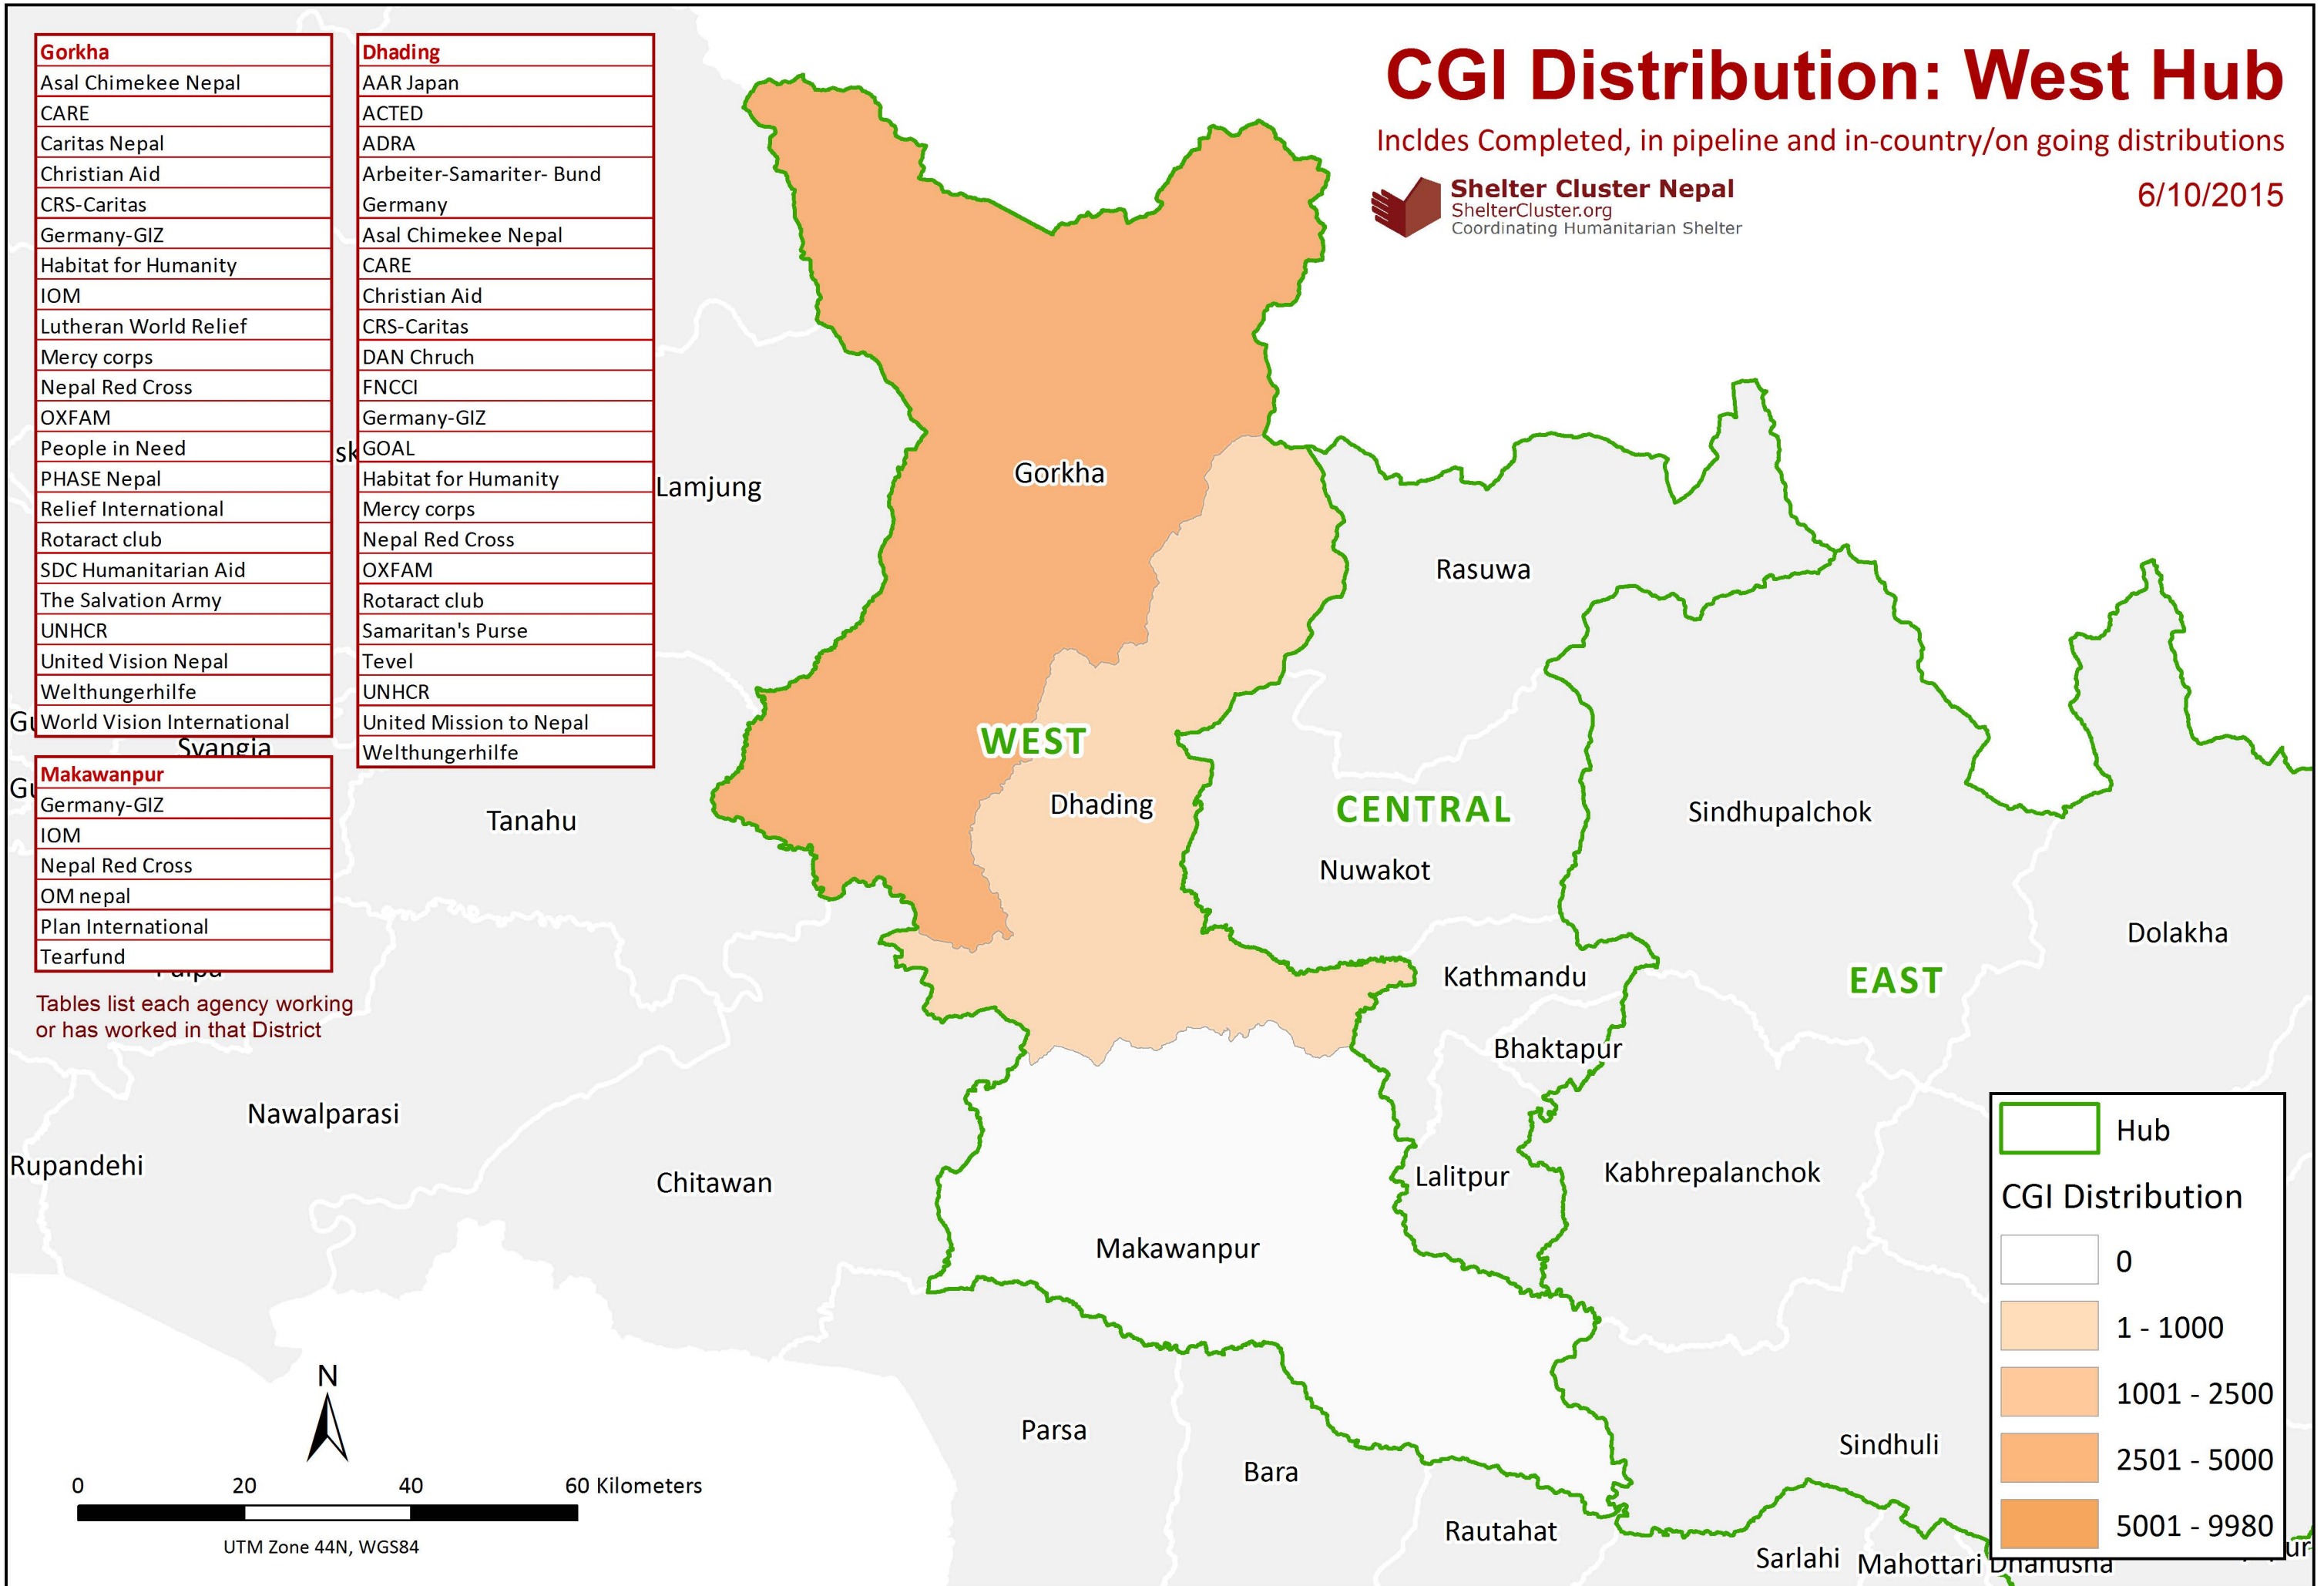 CGI Distribution: West Hub
Incldes Completed, in pipeline and in-country/on going distributions
6/10/2015
Shelter Cluster Nepal
ShelterCluster.org
Coordinating Humanitarian Shelter
Gorkha
Asal Chimekee Nepal
CARE
Caritas Nepal
Christian Aid
CRS-Caritas
Germany-GIZ
Habitat for Humanity
IOM
Lutheran World Relief
Mercy corps
Nepal Red Cross
OXFAM
People in Need
PHASE Nepal
Relief International
Rotaract club
SDC Humanitarian Aid
The Salvation Army
UNHCR
United Vision Nepal
Welthungerhilfe
World Vision International
Dhading
AAR Japan
ACTED
ADRA
Arbeiter-Samariter- Bund
Germany
Asal Chimekee Nepal
CARE
Christian Aid
CRS-Caritas
DAN Chruch
FNCCI
Germany-GIZ
GOAL
Habitat for Humanity
Mercy corps
Nepal Red Cross
OXFAM
Rotaract club
Samaritan's Purse
Tevel
UNHCR
United Mission to Nepal
Welthungerhilfe
Makawanpur
Germany-GIZ
IOM
Nepal Red Cross
OM nepal
Plan International
Tearfund
Tables list each agency working
or has worked in that District
Gorkha
Lamjung
Rasuwa
WEST
Syangja
Dhading
CENTRAL
Sindhupalchok
Tanahu
Nuwakot
Dolakha
Kathmandu
EAST
Bhaktapur
Nawalparasi
Rupandehi
Chitawan
Lalitpur
Kabhrepalanchok
Makawanpur
Parsa
Bara
Sindhuli
Rautahat
Sarlahi
Mahottari
Dhanusha
Hub
CGI Distribution
0
1 - 1000
1001 - 2500
2501 - 5000
5001 - 9980
N
0 20 40 60 Kilometers
UTM Zone 44N, WGS84